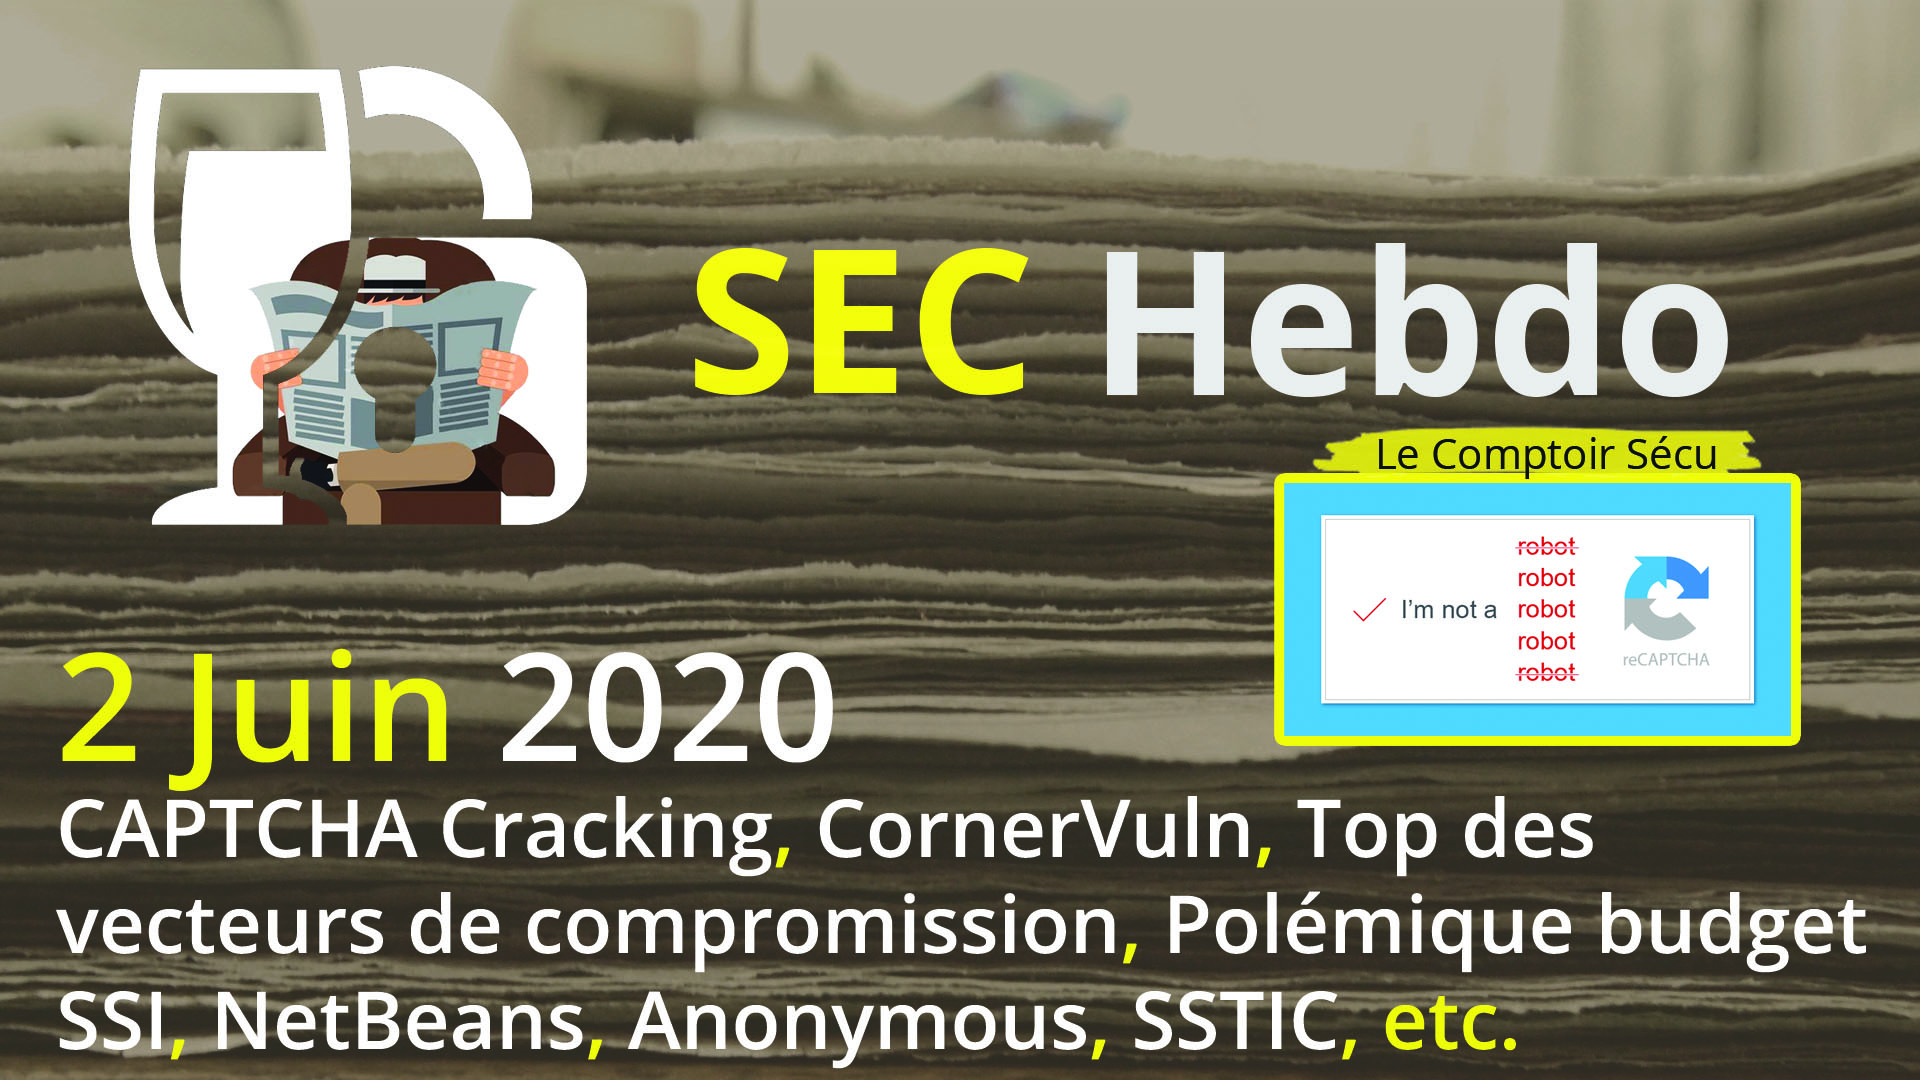 SEC Hebdo
Le Comptoir Sécu
robot
robot
I'm not a robot
robot
robot
reCAPTCHA
2 Juin 2020
CAPTCHA Cracking, CornerVuln, Top des
vecteurs de compromission, Polémique budget
SSI, NetBeans, Anonymous, SSTIC, etc.